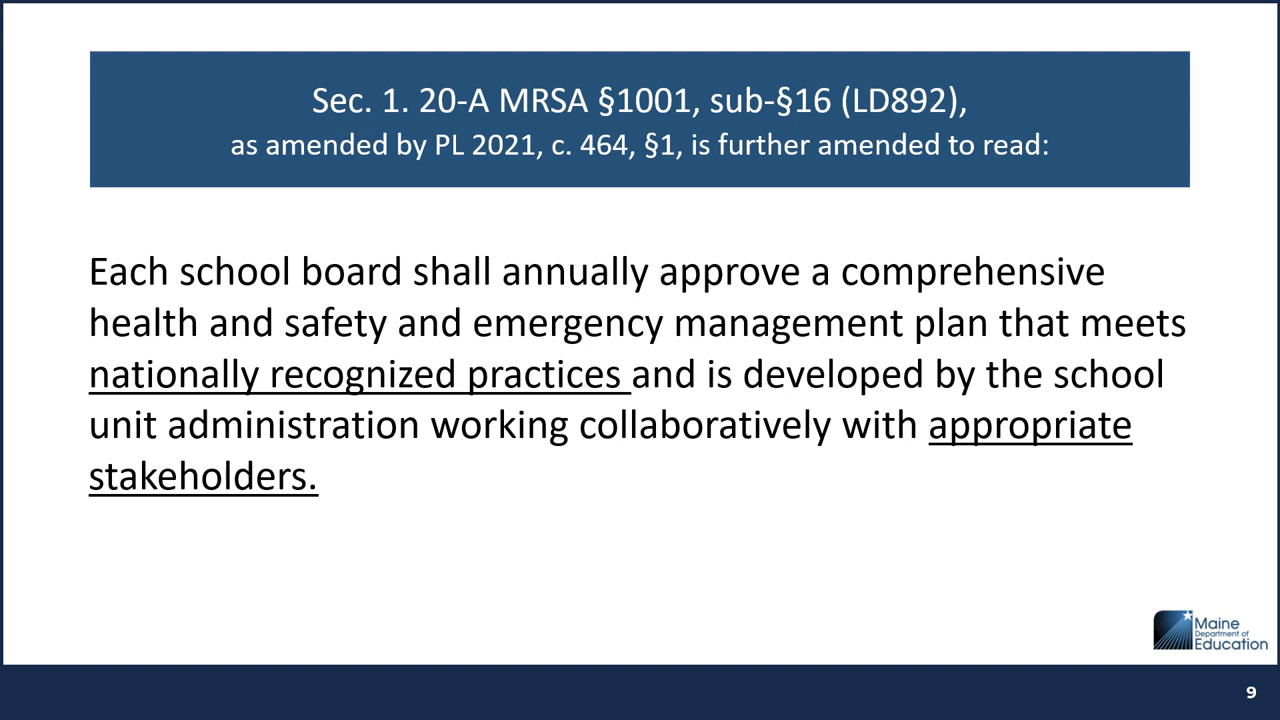 Sec. 1. 20-A MRSA §1001, sub-§16 (LD892),
as amended by PL 2021, c. 464, §1, is further amended to read:
Each school board shall annually approve a comprehensive
health and safety and emergency management plan that meets
nationally recognized practices and is developed by the school
unit administration working collaboratively with appropriate
stakeholders.
Maine
Department of
Education
9